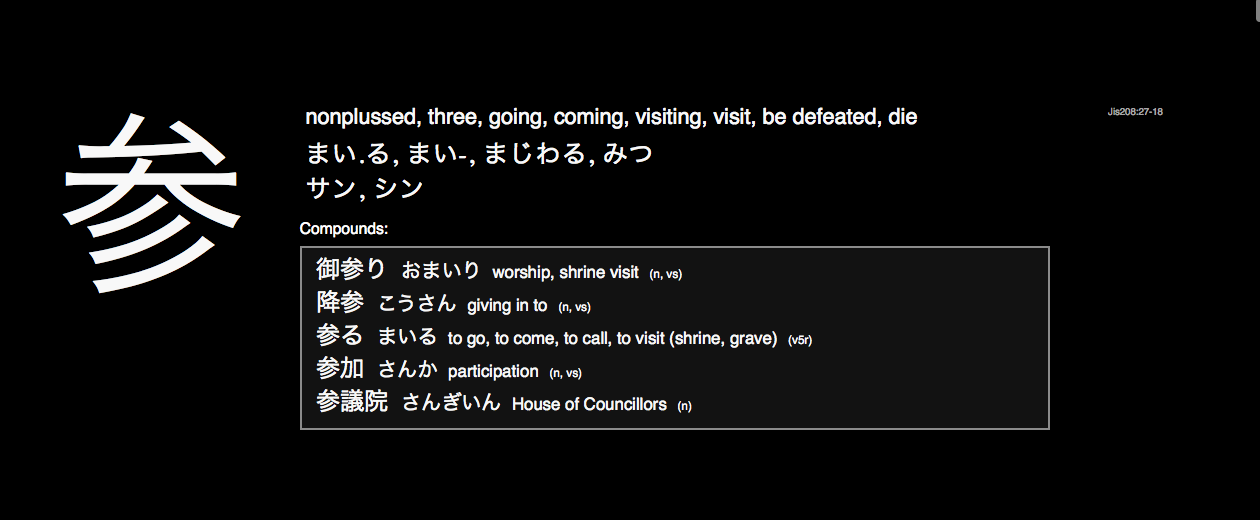 参
nonplussed, three, going, coming, visiting, visit, be defeated, die
Jis208:27-18
まい.る, まい-, まじわる, みつ
サン, シン
Compounds:
御参り おまいり worship, shrine visit (n, vs)
降参 こうさん giving in to (n, vs)
参る まいる to go, to come, to call, to visit (shrine, grave) (v5r)
参加 さんか participation (n, vs)
参議院 さんぎいん House of Councillors (n)